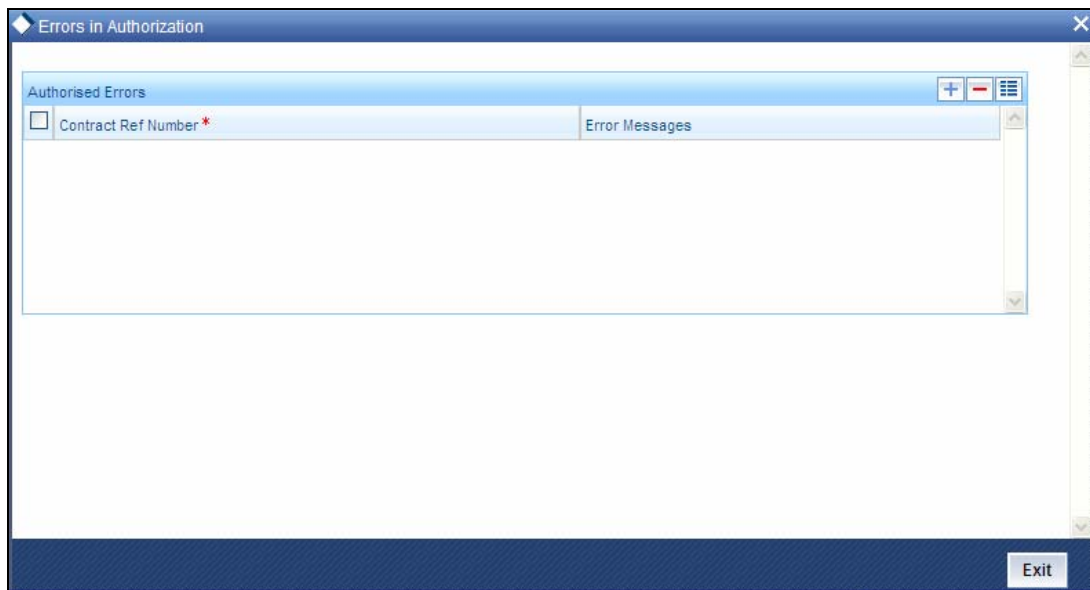 Errors in Authorization
Authorised Errors
Contract Ref Number *
Error Messages
Exit